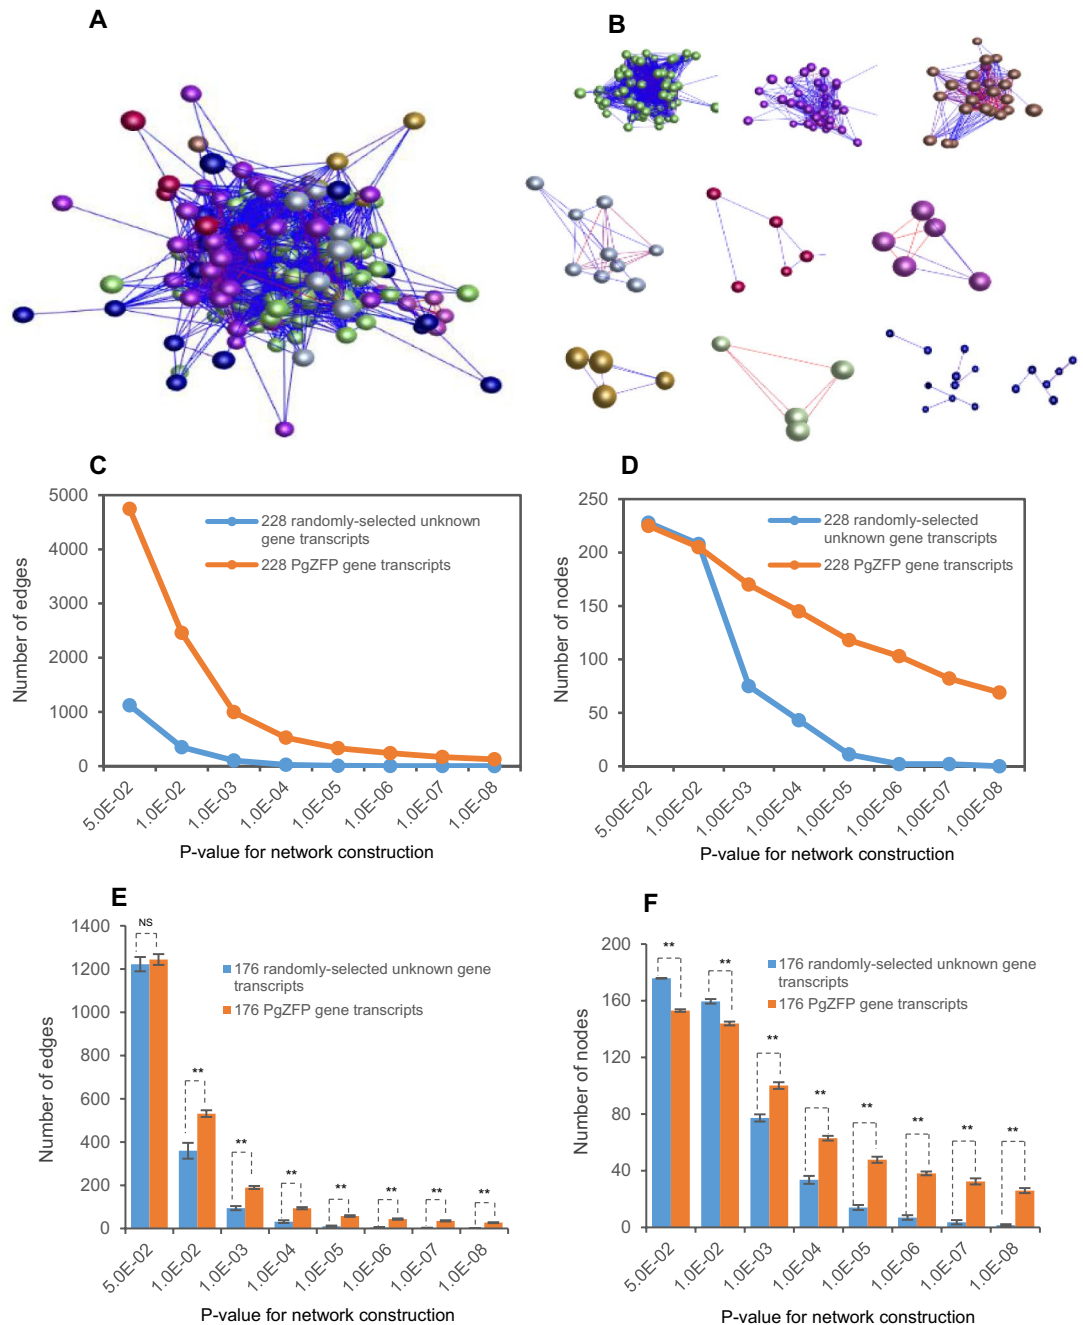 A
B
C
5000
4000
3000
2000
1000
0
Number of edges
228 randomly-selected unknown
gene transcripts
228 PgZFP gene transcripts
5.0E-02
1.0E-02
1.0E-03
1.0E-04
1.0E-05
1.0E-06
1.0E-07
1.0E-08
P-value for network construction
D
250
200
150
100
50
0
Number of nodes
228 randomly-selected
unknown gene transcripts
228 PgZFP gene transcripts
5.00E-02
1.00E-02
1.00E-03
1.00E-04
1.00E-05
1.00E-06
1.00E-07
1.00E-08
P-value for network construction
E
1400
1200
1000
800
600
400
200
0
Number of edges
NS
**
**
**
**
**
**
**
176 randomly-selected unknown gene
transcripts
176 PgZFP gene transcripts
5.0E-02
1.0E-02
1.0E-03
1.0E-04
1.0E-05
1.0E-06
1.0E-07
1.0E-08
P-value for network construction
F
200
160
120
80
40
0
Number of nodes
**
**
**
**
**
**
**
**
176 randomly-selected unknown gene
transcripts
176 PgZFP gene transcripts
5.0E-02
1.0E-02
1.0E-03
1.0E-04
1.0E-05
1.0E-06
1.0E-07
1.0E-08
P-value for network construction